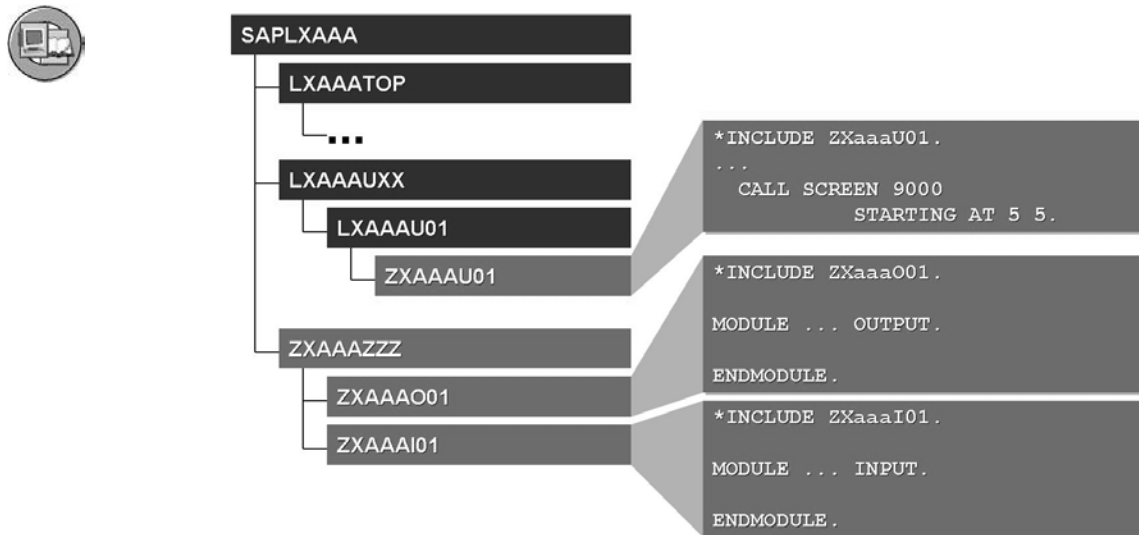 SAPLXAAA
LXAAATOP
...
LXAAAUXX
LXAAAU01
ZXAAAU01
ZXAAAZZZ
ZXAAAO01
ZXAAAI01
*INCLUDE ZXaaaU01.
...
CALL SCREEN 9000
STARTING AT 5 5.
*INCLUDE ZXaaaO01.
MODULE ... OUTPUT.
ENDMODULE.
*INCLUDE ZXaaaI01.
MODULE ... INPUT.
ENDMODULE.